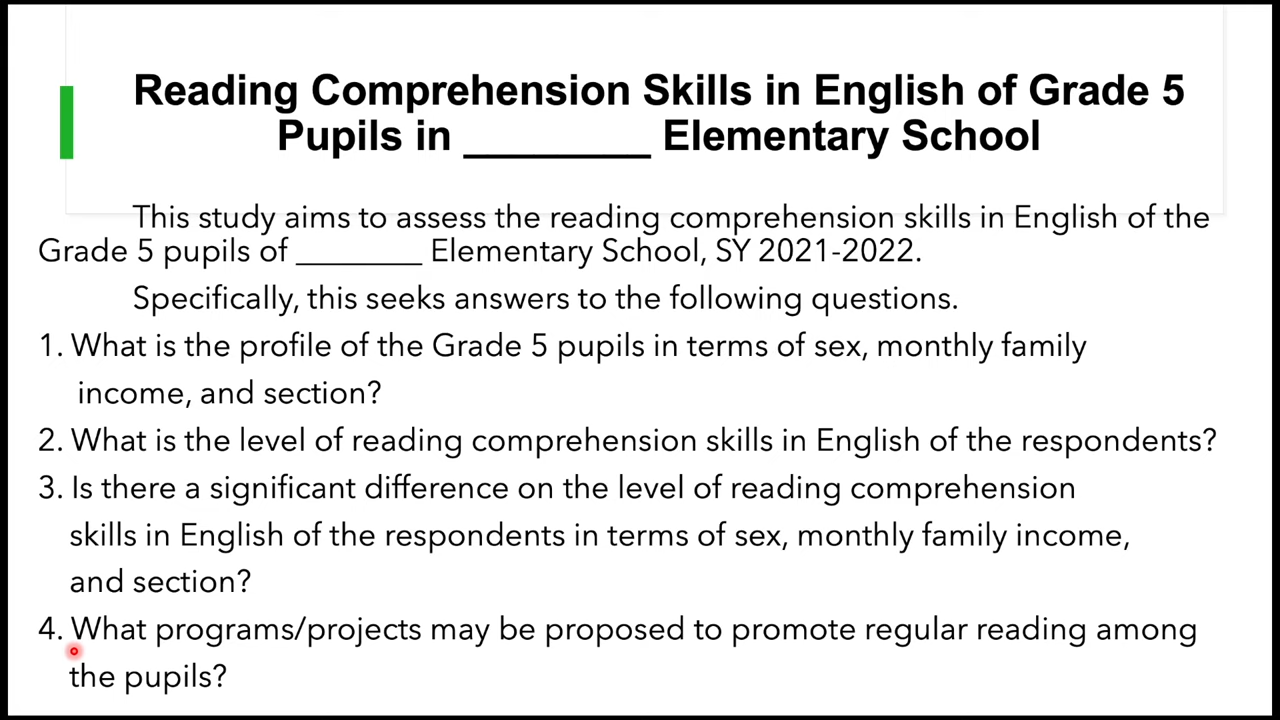 Reading Comprehension Skills in English of Grade 5
Pupils in ________ Elementary School
This study aims to assess the reading comprehension skills in English of the
Grade 5 pupils of ________ Elementary School, SY 2021-2022.
Specifically, this seeks answers to the following questions.
1. What is the profile of the Grade 5 pupils in terms of sex, monthly family
income, and section?
2. What is the level of reading comprehension skills in English of the respondents?
3. Is there a significant difference on the level of reading comprehension
skills in English of the respondents in terms of sex, monthly family income,
and section?
4. What programs/projects may be proposed to promote regular reading among
the pupils?